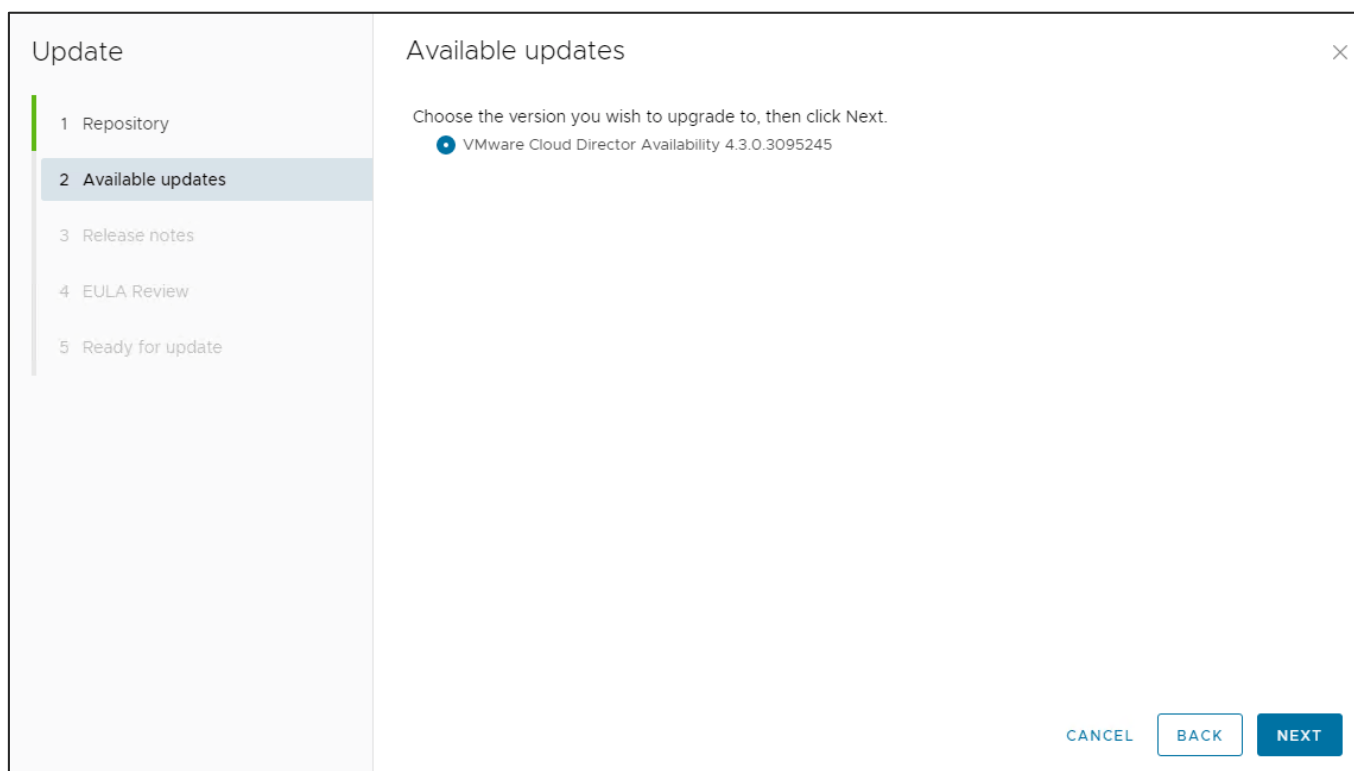 Update
1 Repository
2 Available updates
3 Release notes
4 EULA Review
5 Ready for update
Available updates
Choose the version you wish to upgrade to, then click Next.
VMware Cloud Director Availability 4.3.0.3095245
CANCEL BACK NEXT